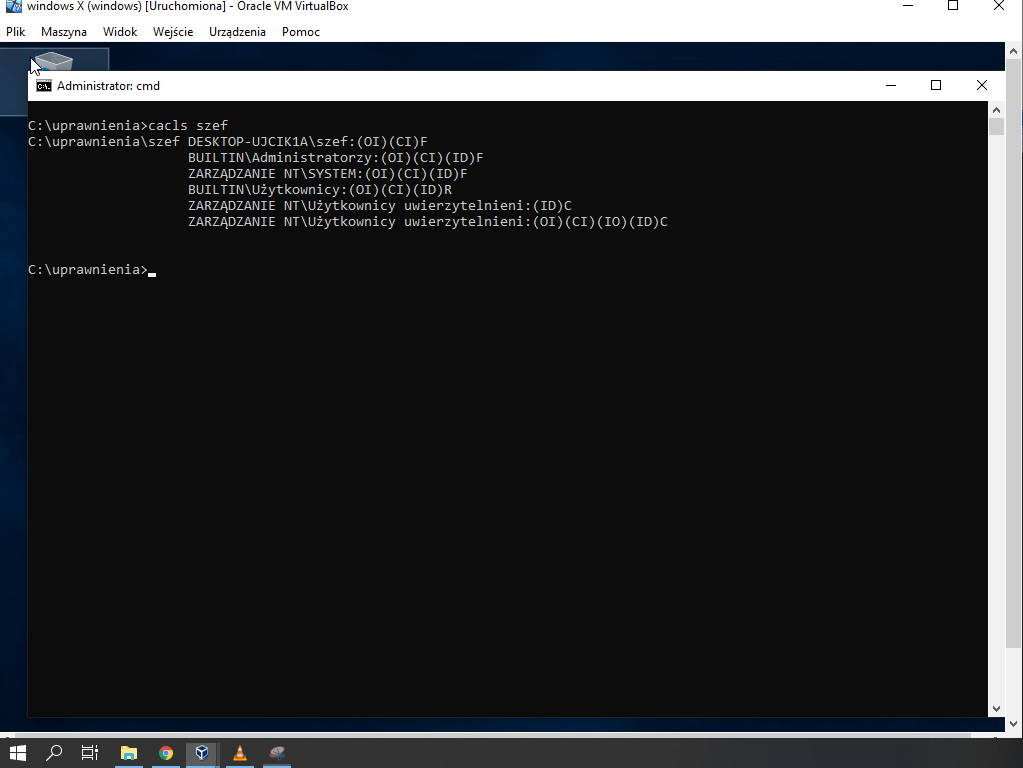 windows X (windows) [Uruchomiona] - Oracle VM VirtualBox
Plik Maszyna Widok Wejście Urządzenia Pomoc
Administrator: cmd
C:\uprawnienia>cacls szef
C:\uprawnienia\szef DESKTOP-UJCIK1A\szef:(OI)(CI)F
BUILTIN\Administratorzy:(OI)(CI)(ID)F
ZARZĄDZANIE NT\SYSTEM:(OI)(CI)(ID)F
BUILTIN\Użytkownicy:(OI)(CI)(ID)R
ZARZĄDZANIE NT\Użytkownicy uwierzytelnieni:(ID)C
ZARZĄDZANIE NT\Użytkownicy uwierzytelnieni:(OI)(CI)(IO)(ID)C
C:\uprawnienia>